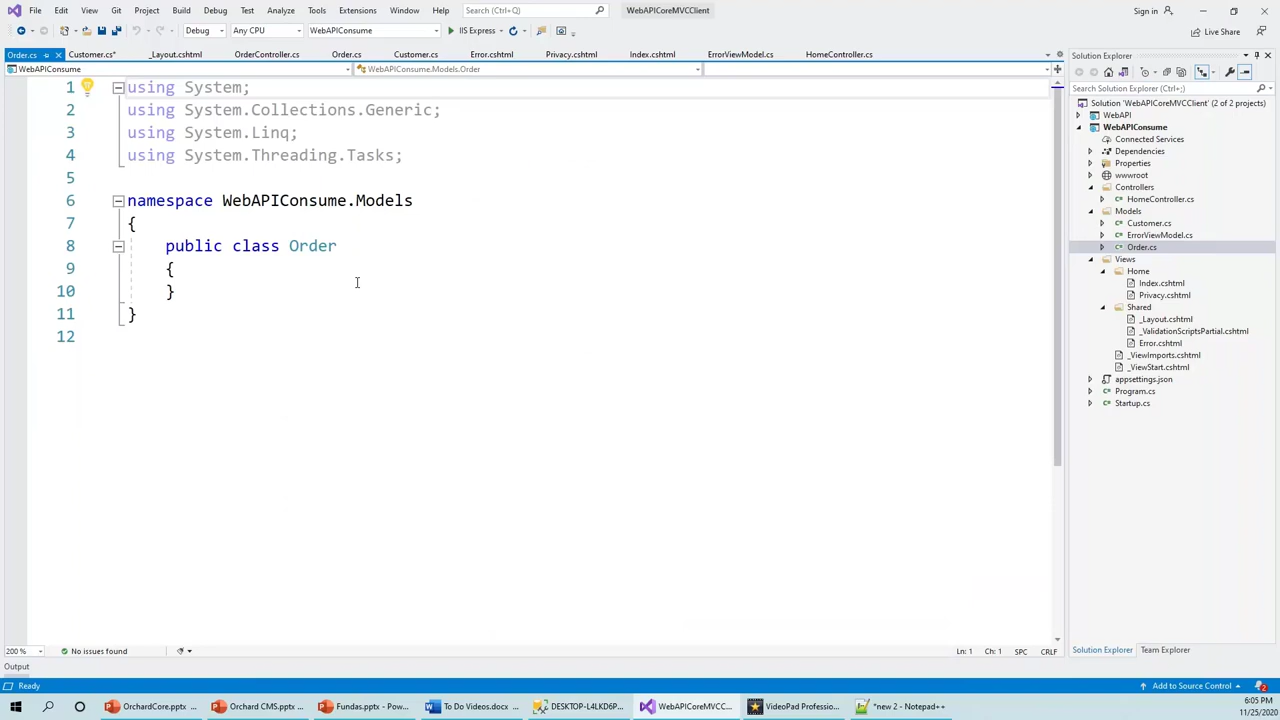 File Edit View Git Project Build Debug Test Analyze Tools Extensions Window Help Search (Ctrl+Q) WebAPICoreMVCClient Sign in
Debug Any CPU WebAPIConsume IIS Express Live Share
Order.cs Customer.cs* _Layout.cshtml OrderController.cs Order.cs Customer.cs Error.cshtml Privacy.cshtml Index.cshtml ErrorViewModel.cs HomeController.cs
WebAPIConsume WebAPIConsume.Models.Order
1 using System;
2 using System.Collections.Generic;
3 using System.Linq;
4 using System.Threading.Tasks;
5
6 namespace WebAPIConsume.Models
7 {
8 public class Order
9 {
10 }
11 }
12
Solution Explorer
Search Solution Explorer (Ctrl+;)
Solution 'WebAPICoreMVCClient' (2 of 2 projects)
WebAPI
WebAPIConsume
Connected Services
Dependencies
Properties
wwwroot
Controllers
C# HomeController.cs
Models
C# Customer.cs
C# ErrorViewModel.cs
C# Order.cs
Views
Home
Index.cshtml
Privacy.cshtml
Shared
_Layout.cshtml
_ValidationScriptsPartial.cshtml
Error.cshtml
_ViewImports.cshtml
_ViewStart.cshtml
appsettings.json
C# Program.cs
C# Startup.cs
200 % No issues found Ln: 1 Ch: 1 SPC CRLF
Solution Explorer Team Explorer
Output
Ready Add to Source Control 2
OrchardCore.pptx ... Orchard CMS.pptx ... Fundas.pptx - Pow... To Do Videos.docx ... DESKTOP-L4LKD6P... WebAPICoreMVCC... VideoPad Professio... *new 2 - Notepad++
6:05 PM
11/25/2020